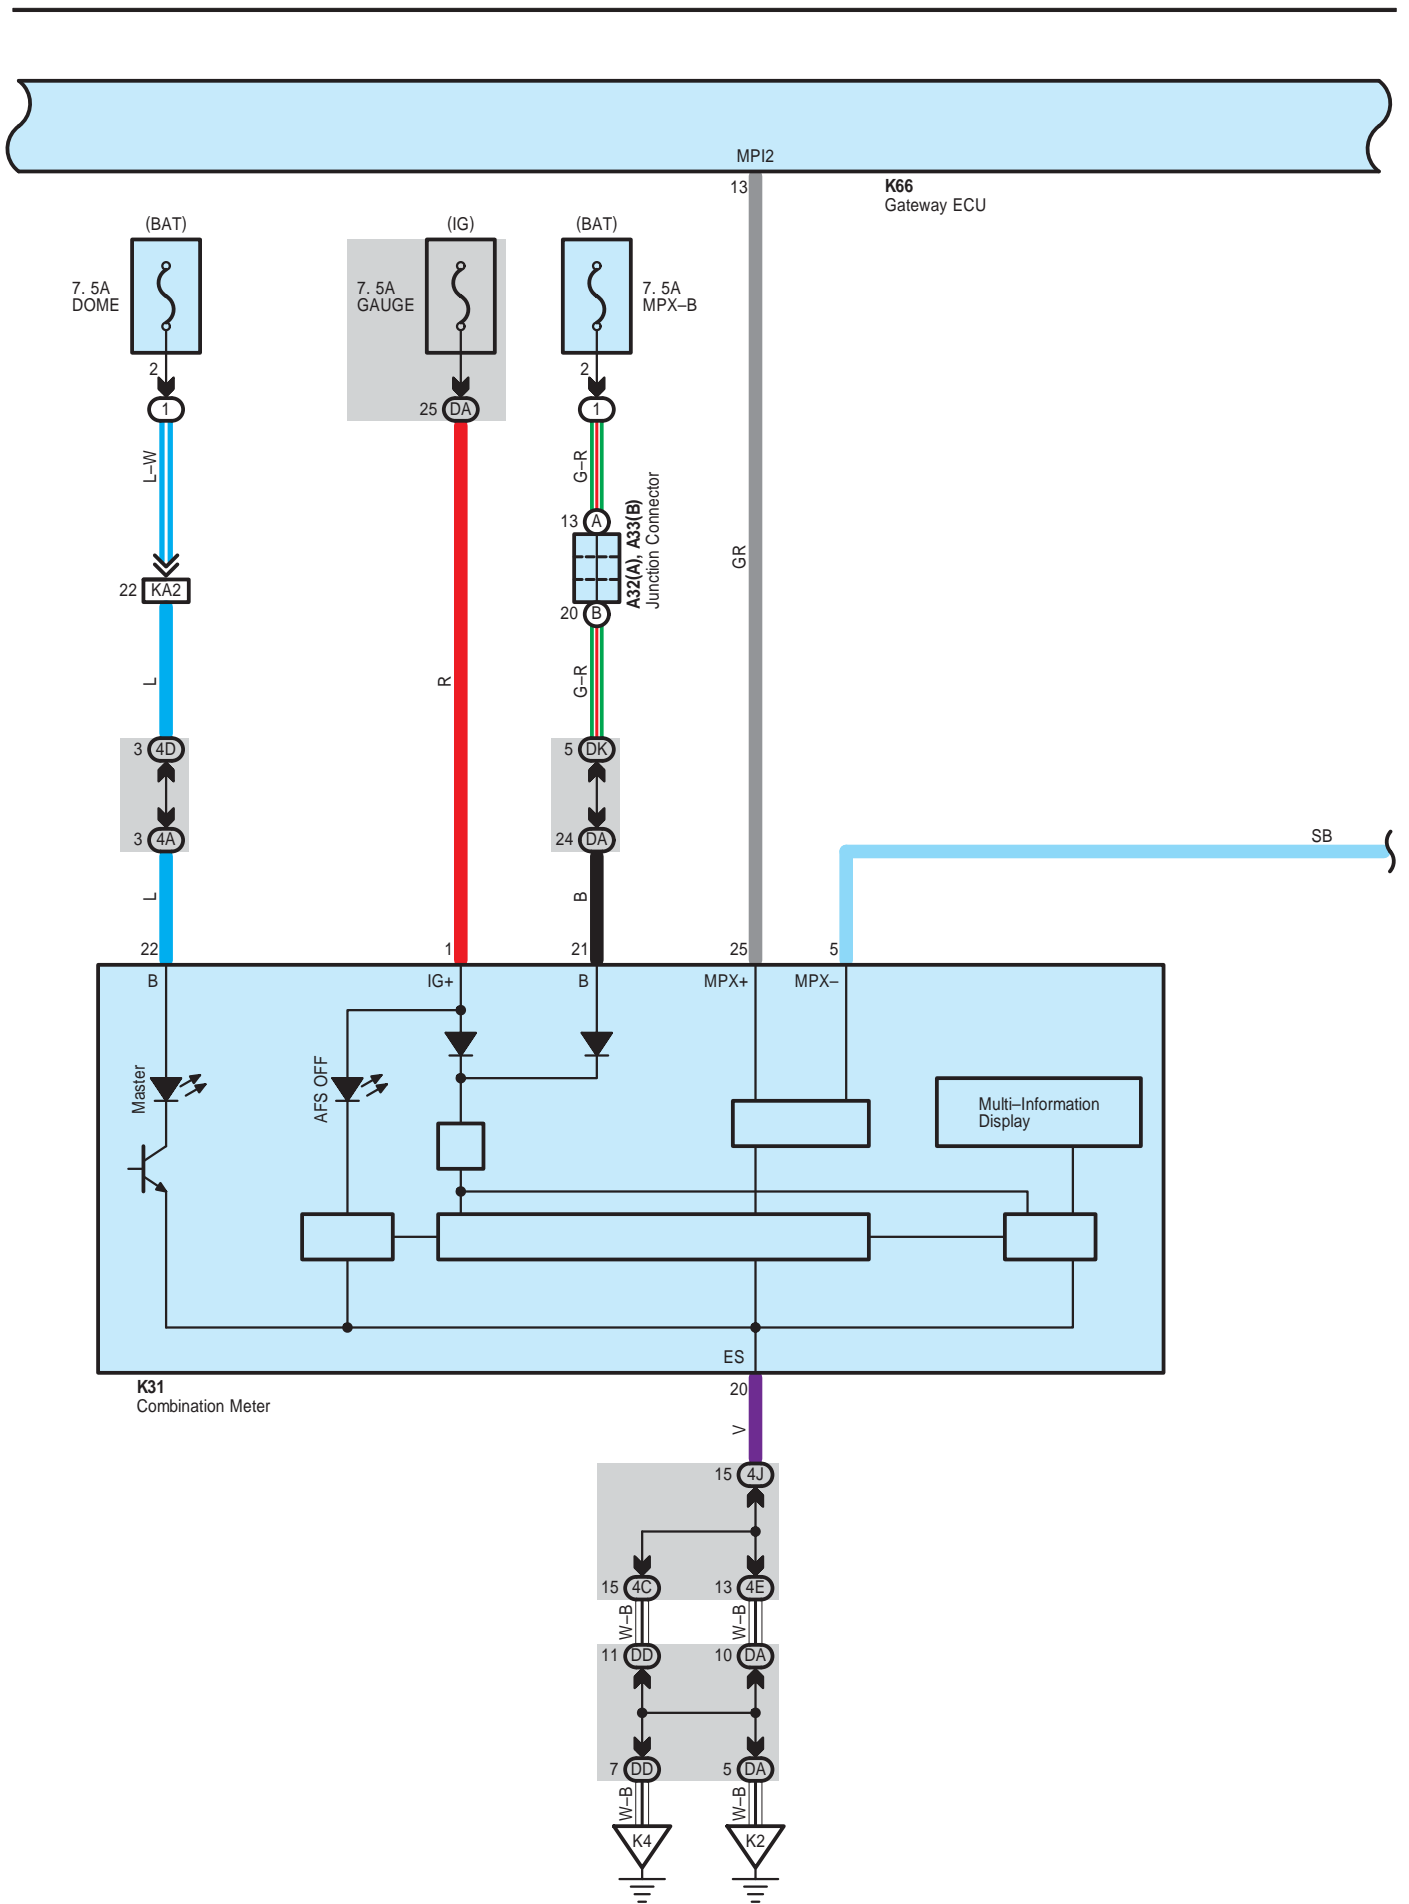 MPI2
13
K66
Gateway ECU
(BAT)
(IG)
(BAT)
7. 5A
DOME
7. 5A
GAUGE
7. 5A
MPX–B
2
2
1
25
DA
1
L–W
G–R
13
A
A32(A), A33(B)
Junction Connector
GR
22
KA2
20
B
L
R
G–R
3
4D
5
DK
3
4A
24
DA
SB
L
B
22
1
21
25
5
B
IG+
B
MPX+
MPX–
Master
AFS OFF
Multi–Information
Display
ES
K31
Combination Meter
20
V
15
4J
15
4C
13
4E
W–B
W–B
11
DD
10
DA
7
DD
5
DA
W–B
W–B
K4
K2